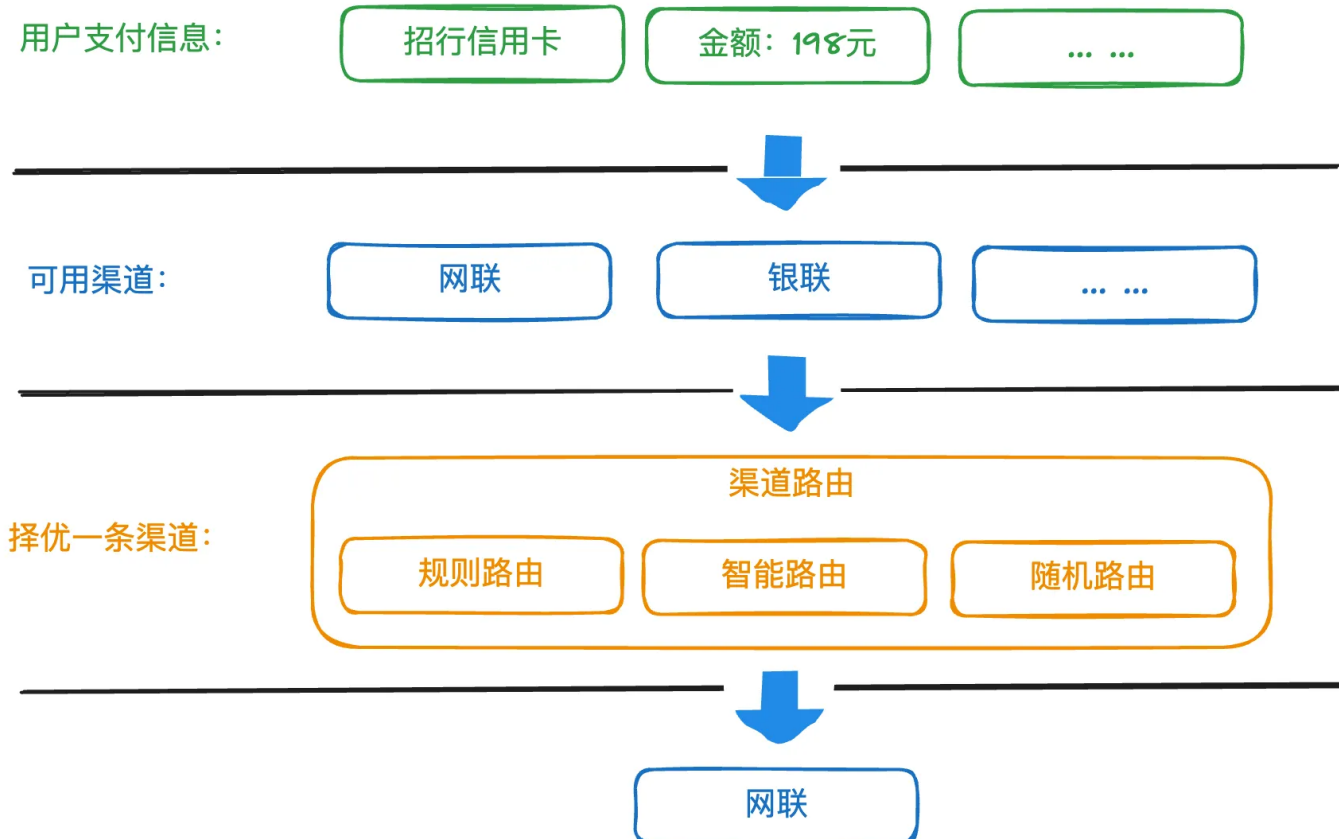 用户支付信息： 招行信用卡 金额：198元 ... ...
可用渠道： 网联 银联 ... ...
渠道路由
择优一条渠道： 规则路由 智能路由 随机路由
网联